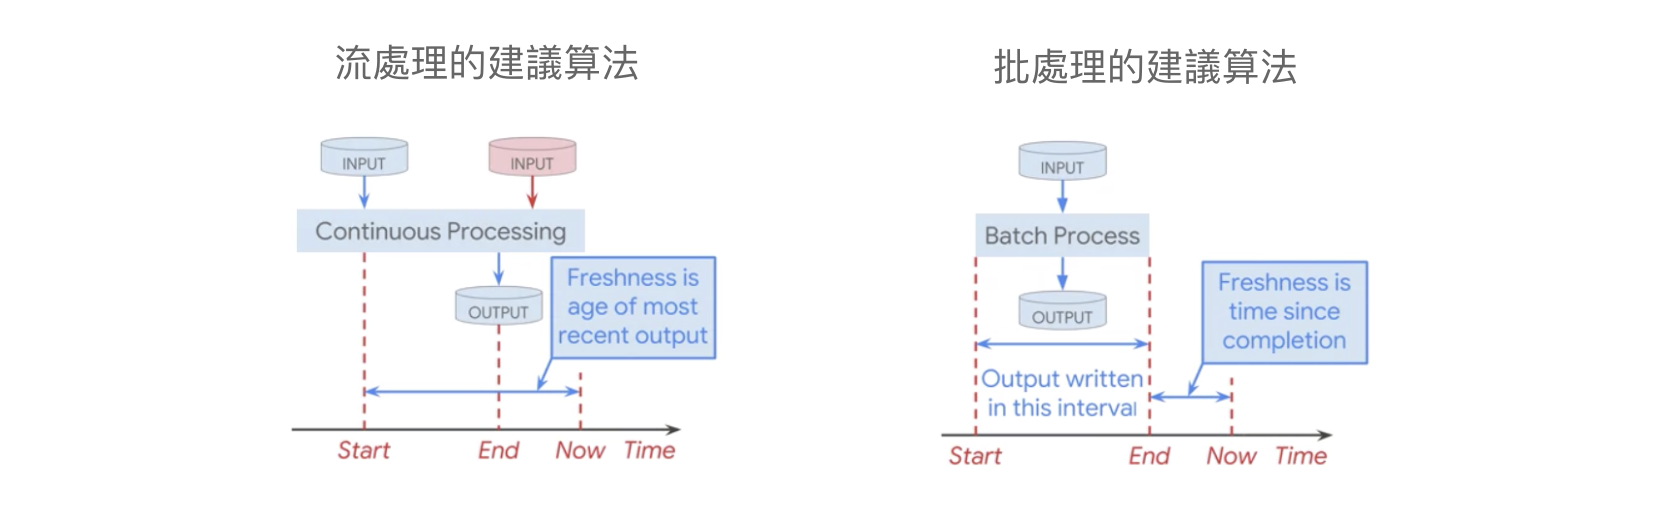 流處理的建議算法
INPUT
INPUT
Continuous Processing
OUTPUT
Freshness is
age of most
recent output
Start
End
Now
Time
批處理的建議算法
INPUT
Batch Process
OUTPUT
Freshness is
time since
completion
Output written
in this interval
Start
End
Now
Time